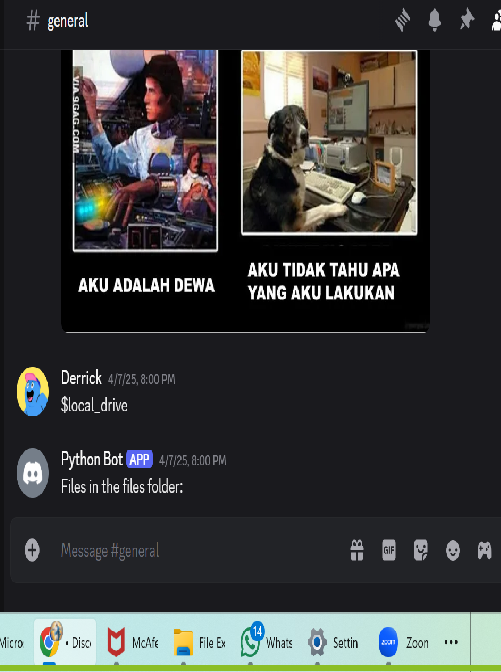 # general
VIA 9GAG.COM
AKU ADALAH DEWA
AKU TIDAK TAHU APA
YANG AKU LAKUKAN
Derrick 4/7/25, 8:00 PM
$local_drive
Python Bot APP 4/7/25, 8:00 PM
Files in the files folder:
Message #general
GIF
Micro
Disc
McAfe
File Ex
14
Whats
Settin
zoom
Zoon